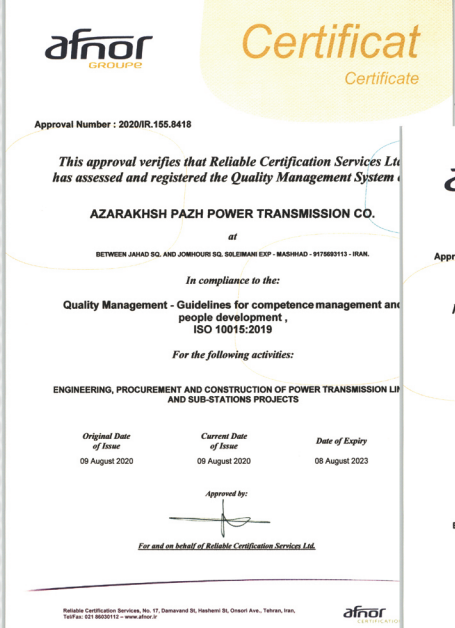 afnor
GROUPE
Certificat
Certificate
Approval Number : 2020/IR.155.8418
This approval verifies that Reliable Certification Services
has assessed and registered the Quality Management System
AZARAKHSH PAZH POWER TRANSMISSION CO.
at
BETWEEN JAHAD SQ. AND JOMHOURI SQ. SOLEIMANI EXP - MASHHAD - 9175693113 - IRAN.
In compliance to the:
Quality Management - Guidelines for competence management and
people development ,
ISO 10015:2019
For the following activities:
ENGINEERING, PROCUREMENT AND CONSTRUCTION OF POWER TRANSMISSION
AND SUB-STATIONS PROJECTS
Original Date
of Issue
Current Date
of Issue
Date of Expiry
09 August 2020
09 August 2020
08 August 2023
Approved by:
For and on behalf of Reliable Certification Services Ltd.
Reliable Certification Services, No. 17, Damavand St, Hashemi St, Onsori Ave., Tehran, Iran,
Tel/Fax: 021 86030112 – www.afnor.ir
afnor
CERTIFICATION
Appr